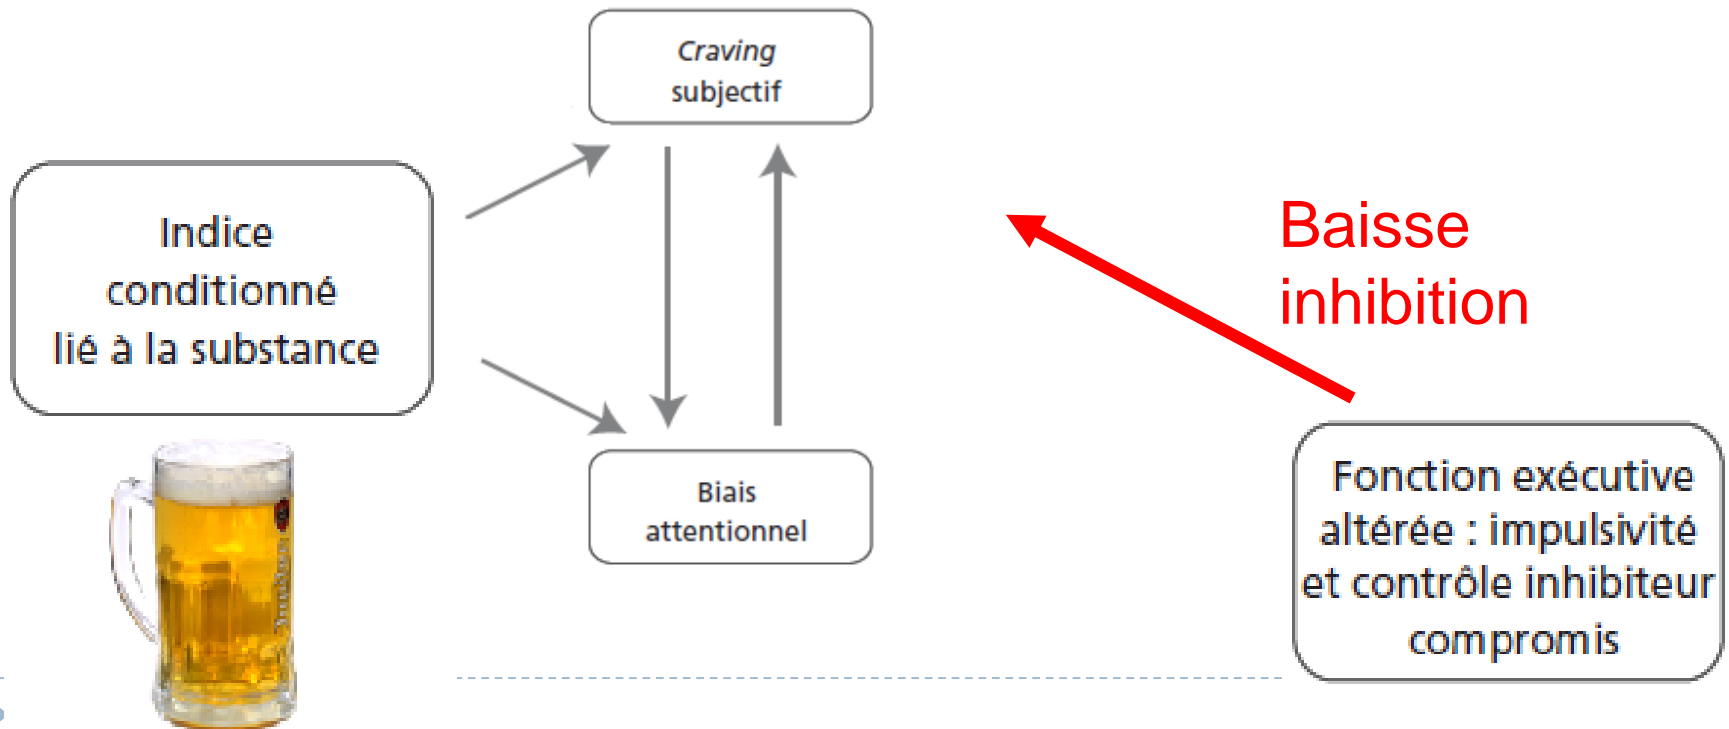 Craving
subjectif
Indice
conditionné
lié à la substance
Baisse
inhibition
Biais
attentionnel
Fonction exécutive
altérée : impulsivité
et contrôle inhibiteur
compromis